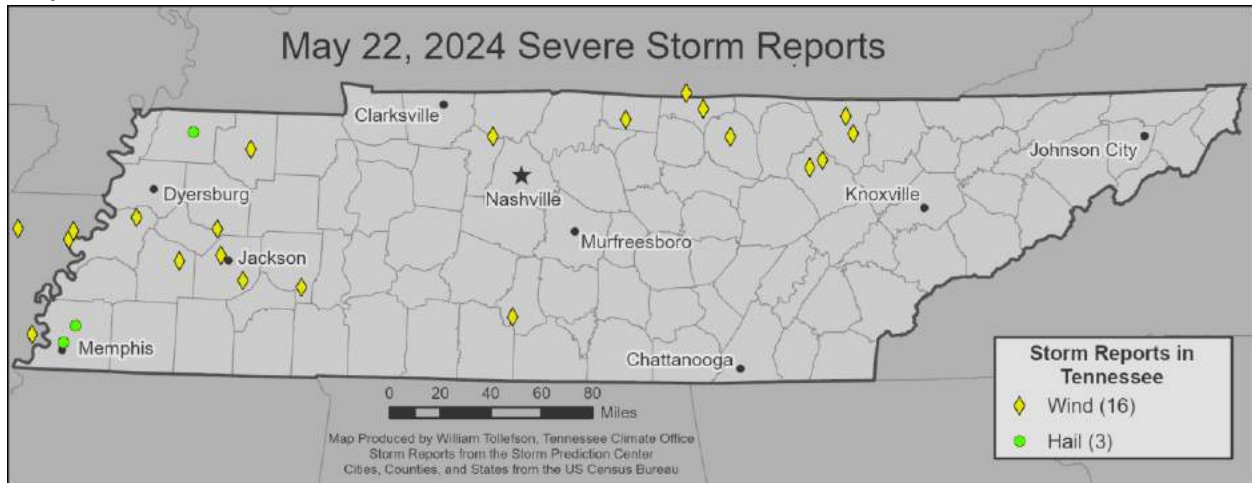 May 22, 2024 Severe Storm Reports
Clarksville
Johnson City
Dyersburg
Nashville
Knoxville
Murfreesboro
Jackson
Memphis
Chattanooga
0 20 40 60 80
Miles
Map Produced by William Tollefson, Tennessee Climate Office
Storm Reports from the Storm Prediction Center
Cities, Counties, and States from the US Census Bureau
Storm Reports in
Tennessee
Wind (16)
Hail (3)